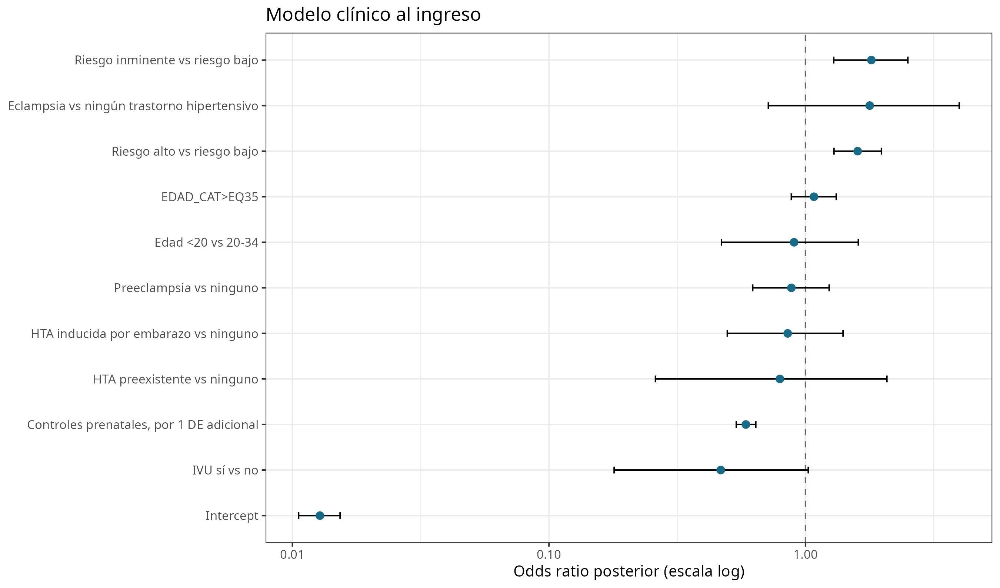 Modelo clínico al ingreso
Riesgo inminente vs riesgo bajo
Eclampsia vs ningún trastorno hipertensivo
Riesgo alto vs riesgo bajo
EDAD_CAT>EQ35
Edad <20 vs 20-34
Preeclampsia vs ninguno
HTA inducida por embarazo vs ninguno
HTA preexistente vs ninguno
Controles prenatales, por 1 DE adicional
IVU sí vs no
Intercept
0.01 0.10 1.00
Odds ratio posterior (escala log)